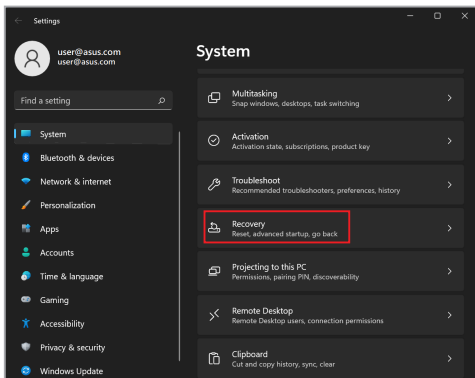 Settings
user@asus.com
user@asus.com
Find a setting
System
Bluetooth & devices
Network & internet
Personalization
Apps
Accounts
Time & language
Gaming
Accessibility
Privacy & security
Windows Update
System
Multitasking
Snap windows, desktops, task switching
Activation
Activation state, subscriptions, product key
Troubleshoot
Recommended troubleshooters, preferences, history
Recovery
Reset, advanced startup, go back
Projecting to this PC
Permissions, pairing PIN, discoverability
Remote Desktop
Remote Desktop users, connection permissions
Clipboard
Cut and copy history, sync, clear